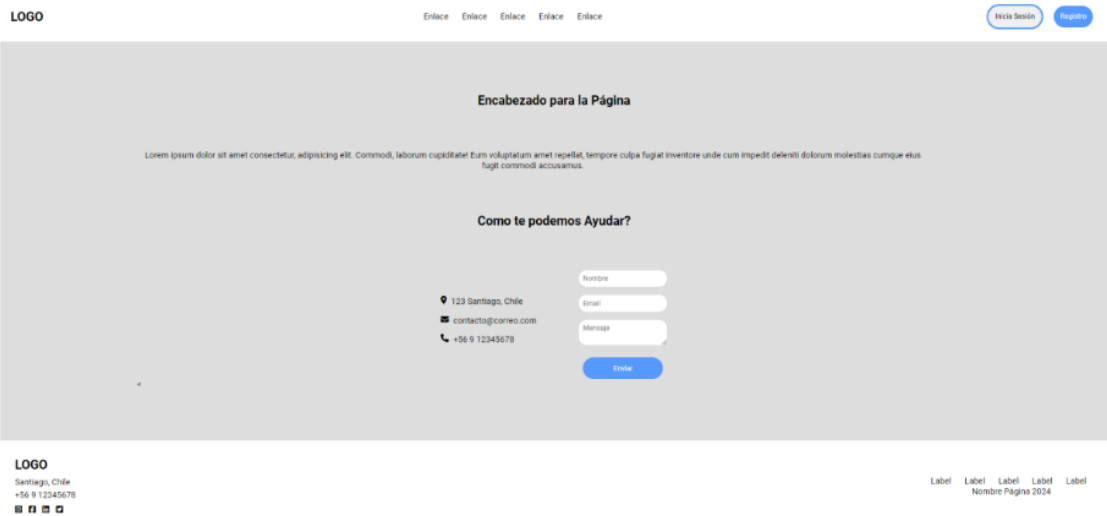 LOGO
Enlace Enlace Enlace Enlace Enlace
Inicia Sesión
Registro
Encabezado para la Página
Lorem ipsum dolor sit amet consectetur, adipisicing elit. Commodi, laborum cupiditate! Eum voluptatum amet repellat, tempore culpa fugiat inventore unde cum impedit deleniti dolorum molestias cumque eius
fugit commodi accusamus.
Como te podemos Ayudar?
123 Santiago, Chile
contacto@correo.com
+56 9 12345678
Nombre
Email
Mensaje
Enviar
<
LOGO
Santiago, Chile
+56 9 12345678
Label Label Label Label Label
Nombre Página 2024